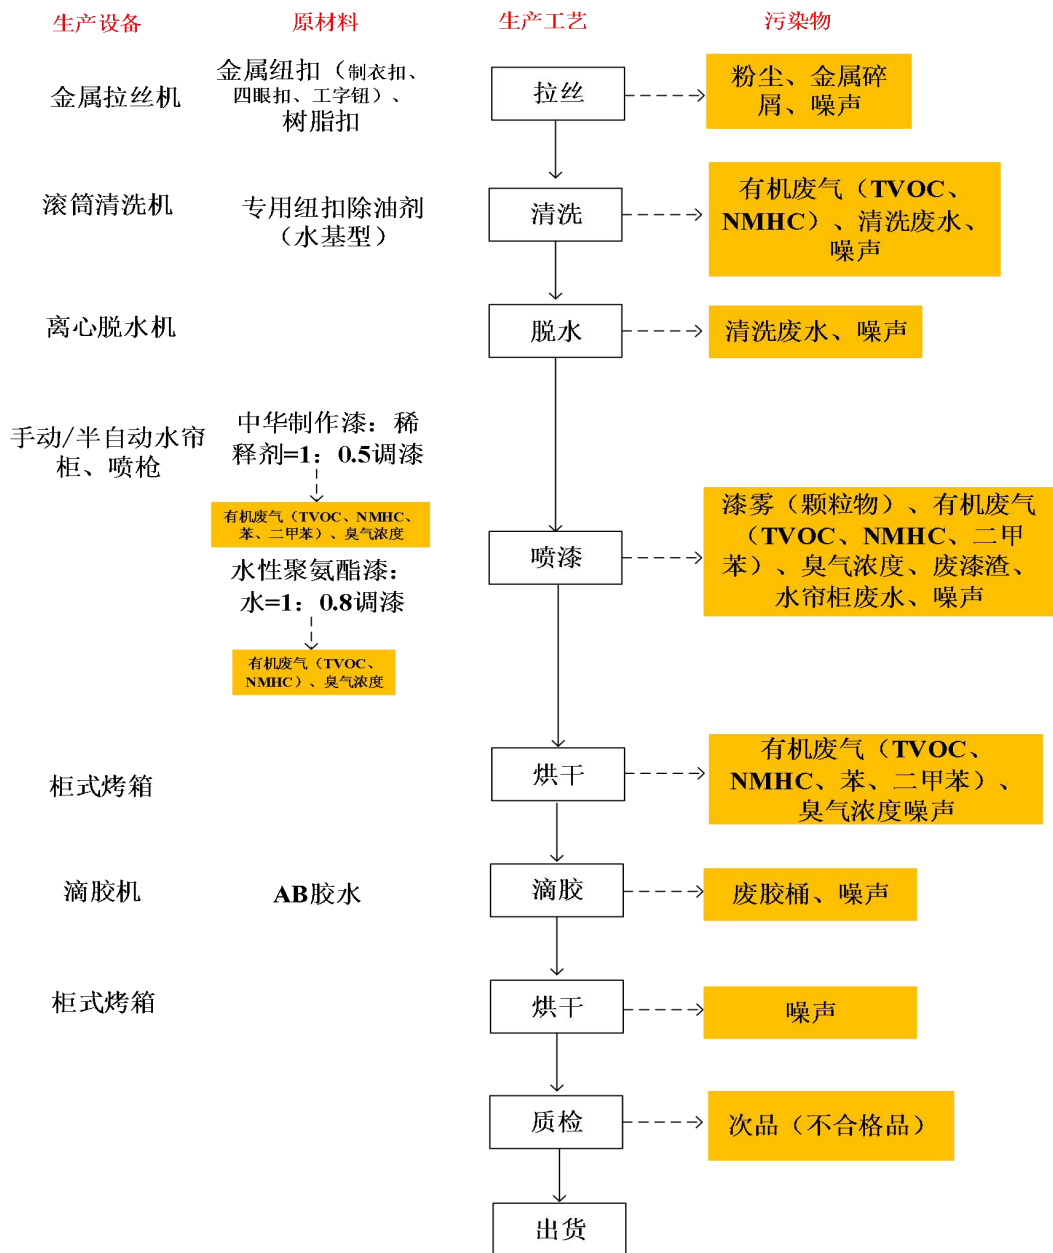 生产设备
原材料
生产工艺
污染物
金属拉丝机
金属纽扣（制衣扣、
四眼扣、工字钮）、
树脂扣
拉丝
粉尘、金属碎
屑、噪声
滚筒清洗机
专用纽扣除油剂
（水基型）
清洗
有机废气（TVOC、
NMHC）、清洗废水、
噪声
离心脱水机
脱水
清洗废水、噪声
手动/半自动水帘
柜、喷枪
中华制作漆：稀
释剂=1：0.5调漆
有机废气（TVOC、NMHC、
苯、二甲苯）、臭气浓度
水性聚氨酯漆：
水=1：0.8调漆
有机废气（TVOC、
NMHC）、臭气浓度
喷漆
漆雾（颗粒物）、有机废气
（TVOC、NMHC、二甲
苯）、臭气浓度、废漆渣、
水帘柜废水、噪声
柜式烤箱
烘干
有机废气（TVOC、
NMHC、苯、二甲苯）、
臭气浓度噪声
滴胶机
AB胶水
滴胶
废胶桶、噪声
柜式烤箱
烘干
噪声
质检
次品（不合格品）
出货